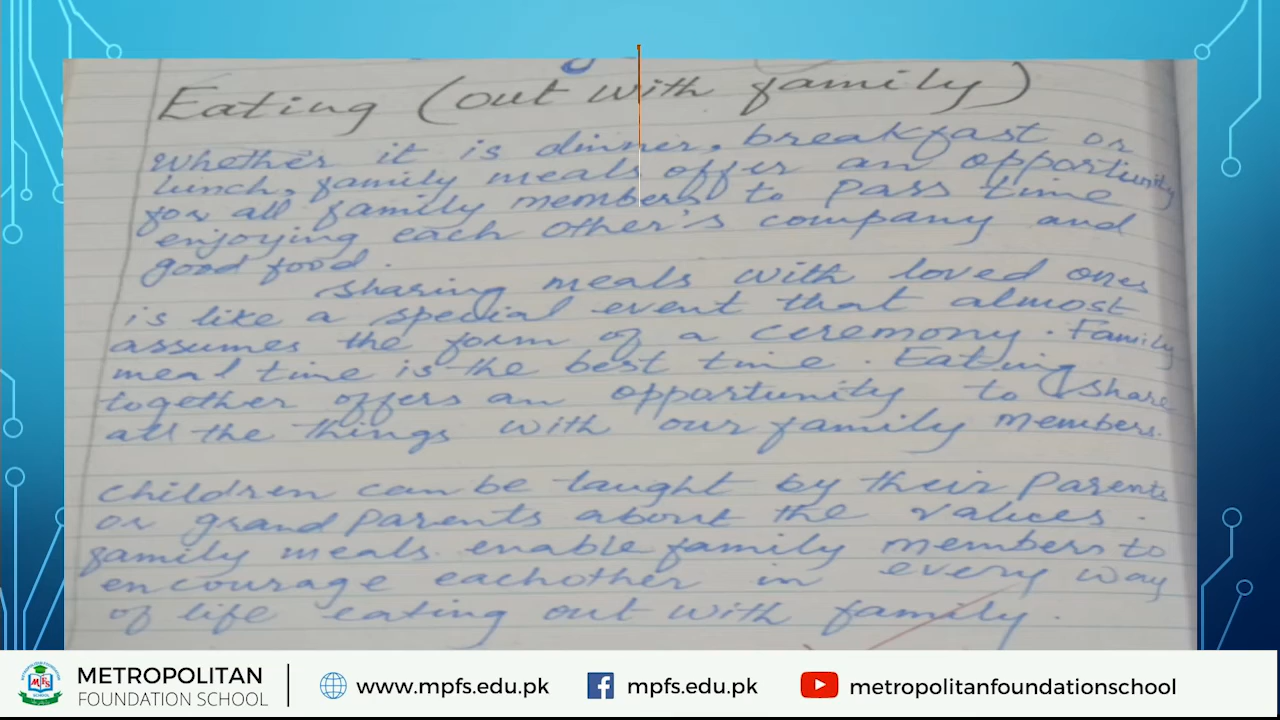 Eating (out with family)
Whether it is dinner, breakfast or
lunch, family meals offer an opportunity
for all family members to pass time
enjoying each other's company and
good food.
Sharing meals with loved ones
is like a special event that almost
assumes the form of a ceremony. Family
meal time is the best time. Eating
together offers an opportunity to share
all the things with our family members.
Children can be taught by their Parents
or grand Parents about the values.
family meals. enable family members to
encourage eachother in every way
of life eating out with family.
METROPOLITAN
FOUNDATION SCHOOL
www.mpfs.edu.pk
mpfs.edu.pk
metropolitanfoundationschool